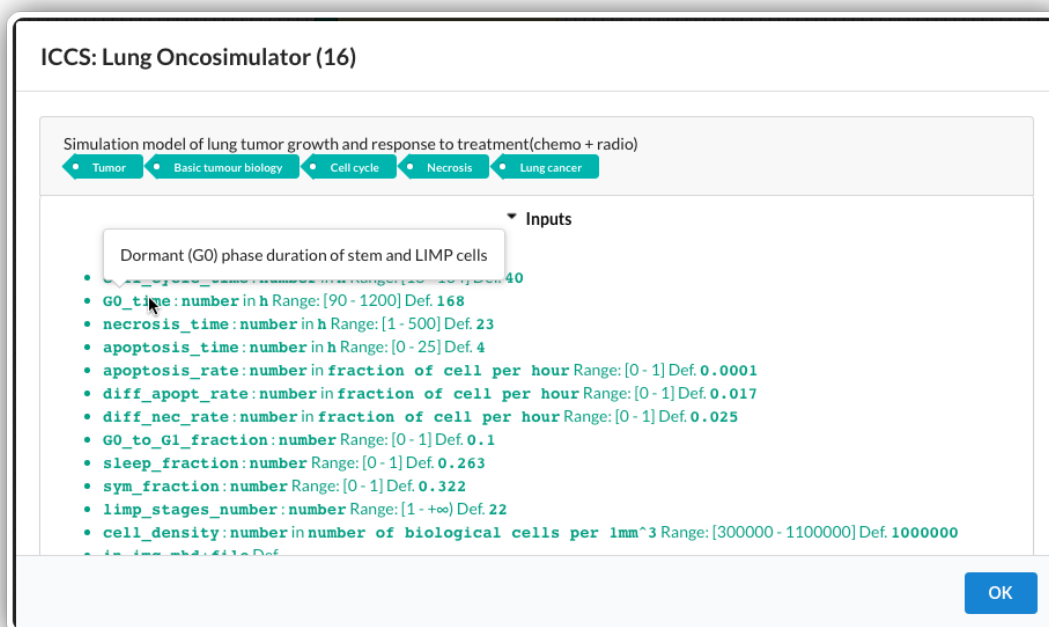 ICCS: Lung Oncosimulator (16)
Simulation model of lung tumor growth and response to treatment(chemo + radio)
Tumor Basic tumour biology Cell cycle Necrosis Lung cancer
Inputs
Dormant (G0) phase duration of stem and LIMP cells
40
G0_time: number in h Range: [90 - 1200] Def. 168
necrosis_time: number in h Range: [1 - 500] Def. 23
apoptosis_time: number in h Range: [0 - 25] Def. 4
apoptosis_rate: number in fraction of cell per hour Range: [0 - 1] Def. 0.0001
diff_apopt_rate: number in fraction of cell per hour Range: [0 - 1] Def. 0.017
diff_nec_rate: number in fraction of cell per hour Range: [0 - 1] Def. 0.025
G0_to_G1_fraction: number Range: [0 - 1] Def. 0.1
sleep_fraction: number Range: [0 - 1] Def. 0.263
sym_fraction: number Range: [0 - 1] Def. 0.322
limp_stages_number: number Range: [1 - +∞) Def. 22
cell_density: number in number of biological cells per 1mm^3 Range: [300000 - 1100000] Def. 1000000
OK